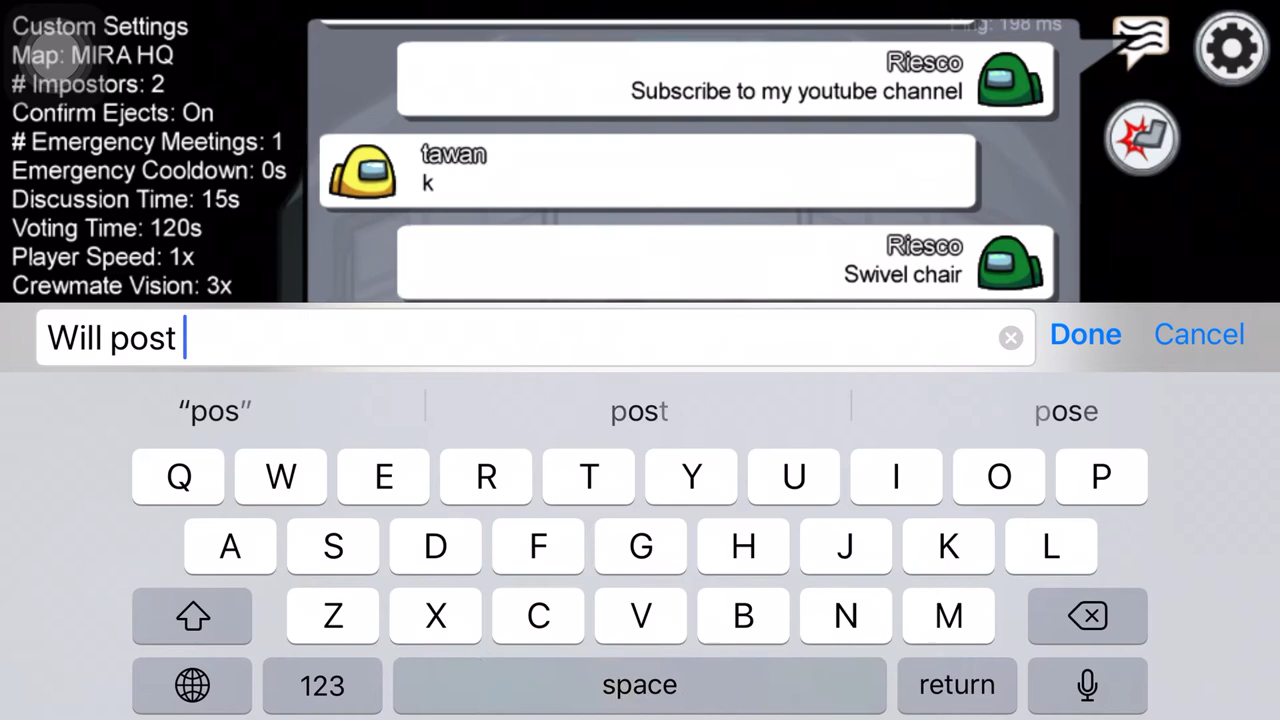 Custom Settings
Map: MIRA HQ
# Impostors: 2
Confirm Ejects: On
# Emergency Meetings: 1
Emergency Cooldown: 0s
Discussion Time: 15s
Voting Time: 120s
Player Speed: 1x
Crewmate Vision: 3x
Ping: 198 ms
Riesco
Subscribe to my youtube channel
tawan
k
Riesco
Swivel chair
Will post
Done Cancel
“pos” post pose
Q W E R T Y U I O P
A S D F G H J K L
Z X C V B N M
123 space return